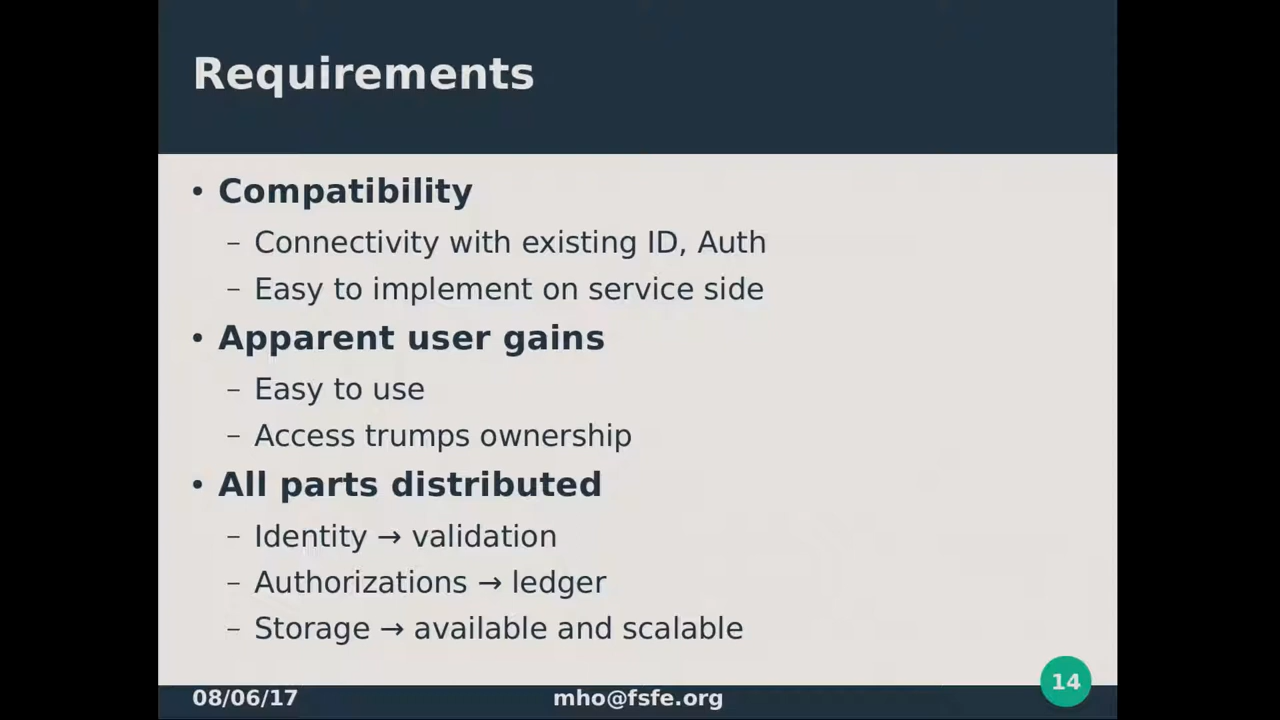 Requirements
• Compatibility
– Connectivity with existing ID, Auth
– Easy to implement on service side
• Apparent user gains
– Easy to use
– Access trumps ownership
• All parts distributed
– Identity → validation
– Authorizations → ledger
– Storage → available and scalable
08/06/17 mho@fsfe.org 14